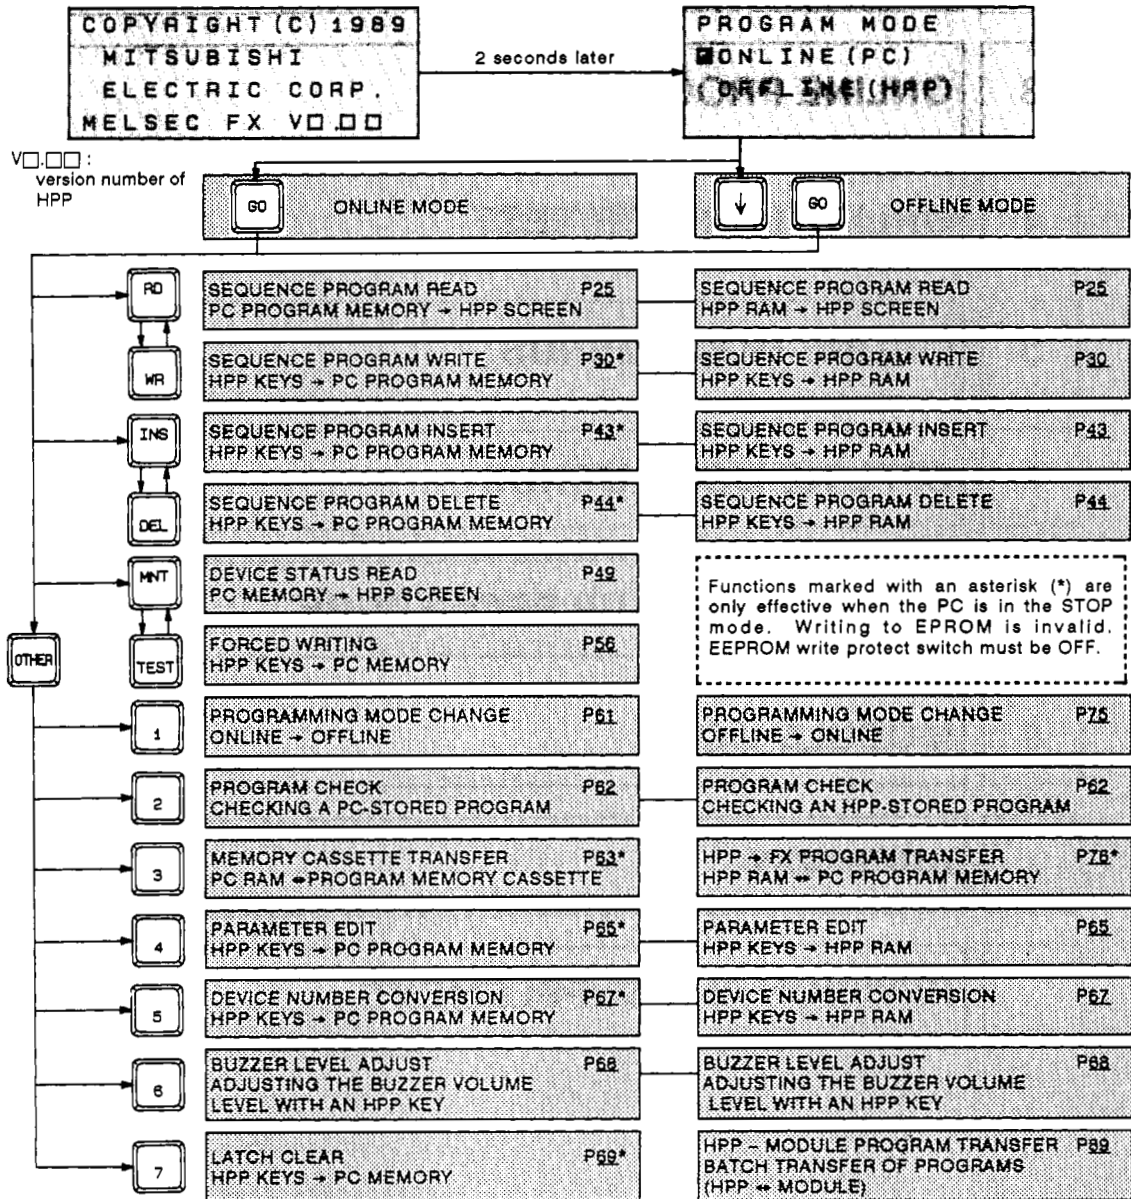 COPYRIGHT (C) 1989
MITSUBISHI
ELECTRIC CORP.
MELSEC FX V□.□□
2 seconds later
PROGRAM MODE
ONLINE (PC)
OFFLINE (HPP)
V□.□□ :
version number of
HPP
GO ONLINE MODE
↓ GO OFFLINE MODE
RD
SEQUENCE PROGRAM READ P25
PC PROGRAM MEMORY → HPP SCREEN
SEQUENCE PROGRAM READ P25
HPP RAM → HPP SCREEN
WR
SEQUENCE PROGRAM WRITE P30*
HPP KEYS → PC PROGRAM MEMORY
SEQUENCE PROGRAM WRITE P30
HPP KEYS → HPP RAM
INS
SEQUENCE PROGRAM INSERT P43*
HPP KEYS → PC PROGRAM MEMORY
SEQUENCE PROGRAM INSERT P43
HPP KEYS → HPP RAM
DEL
SEQUENCE PROGRAM DELETE P44*
HPP KEYS → PC PROGRAM MEMORY
SEQUENCE PROGRAM DELETE P44
HPP KEYS → HPP RAM
MNT
DEVICE STATUS READ P49
PC MEMORY → HPP SCREEN
Functions marked with an asterisk (*) are
only effective when the PC is in the STOP
mode. Writing to EPROM is invalid.
EEPROM write protect switch must be OFF.
OTHER
TEST
FORCED WRITING P56
HPP KEYS → PC MEMORY
1
PROGRAMMING MODE CHANGE P61
ONLINE → OFFLINE
PROGRAMMING MODE CHANGE P75
OFFLINE → ONLINE
2
PROGRAM CHECK P62
CHECKING A PC-STORED PROGRAM
PROGRAM CHECK P62
CHECKING AN HPP-STORED PROGRAM
3
MEMORY CASSETTE TRANSFER P63*
PC RAM ↔ PROGRAM MEMORY CASSETTE
HPP → FX PROGRAM TRANSFER P76*
HPP RAM ↔ PC PROGRAM MEMORY
4
PARAMETER EDIT P65*
HPP KEYS → PC PROGRAM MEMORY
PARAMETER EDIT P65
HPP KEYS → HPP RAM
5
DEVICE NUMBER CONVERSION P67*
HPP KEYS → PC PROGRAM MEMORY
DEVICE NUMBER CONVERSION P67
HPP KEYS → HPP RAM
6
BUZZER LEVEL ADJUST P68
ADJUSTING THE BUZZER VOLUME
LEVEL WITH AN HPP KEY
BUZZER LEVEL ADJUST P68
ADJUSTING THE BUZZER VOLUME
LEVEL WITH AN HPP KEY
7
LATCH CLEAR P69*
HPP KEYS → PC MEMORY
HPP – MODULE PROGRAM TRANSFER P89
BATCH TRANSFER OF PROGRAMS
(HPP ↔ MODULE)